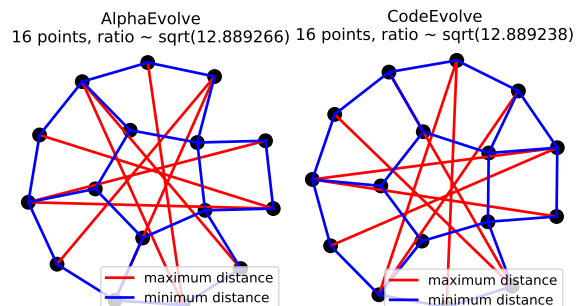 AlphaEvolve
16 points, ratio ~ sqrt(12.889266)
CodeEvolve
16 points, ratio ~ sqrt(12.889238)
maximum distance
minimum distance
maximum distance
minimum distance